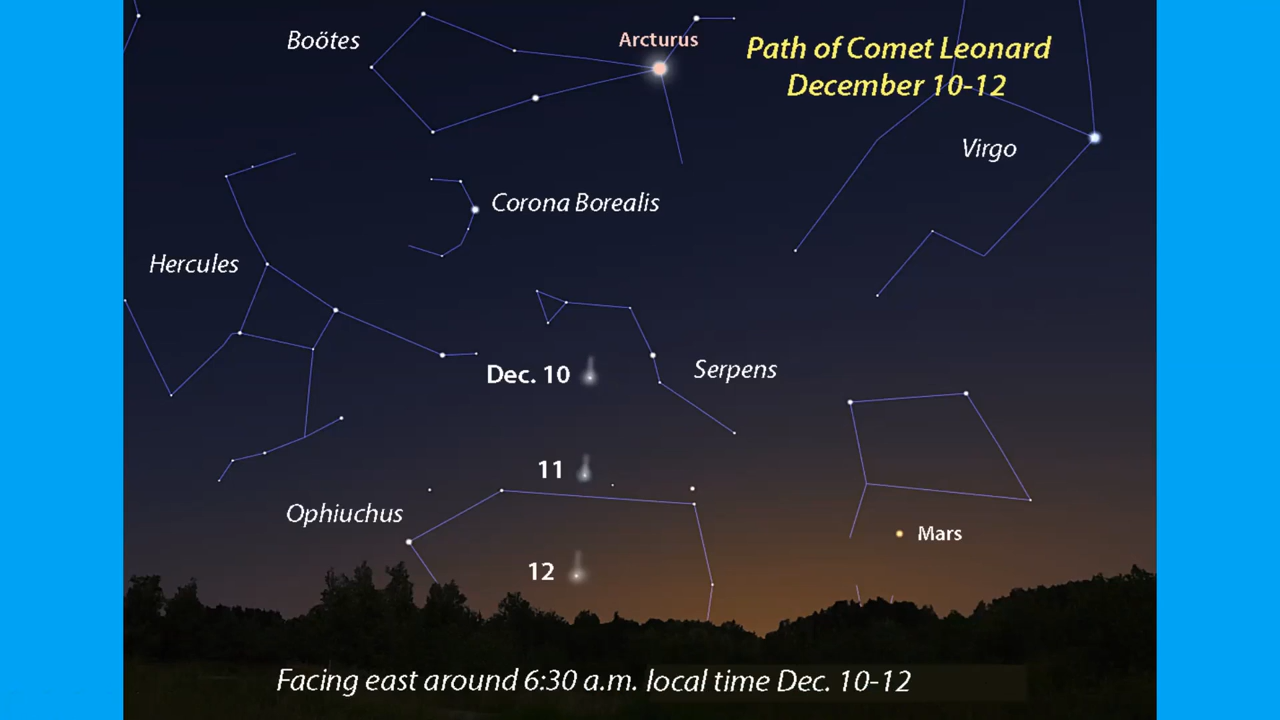 Boötes
Arcturus
Path of Comet Leonard
December 10-12
Virgo
Corona Borealis
Hercules
Serpens
Dec. 10
11
Ophiuchus
Mars
12
Facing east around 6:30 a.m. local time Dec. 10-12